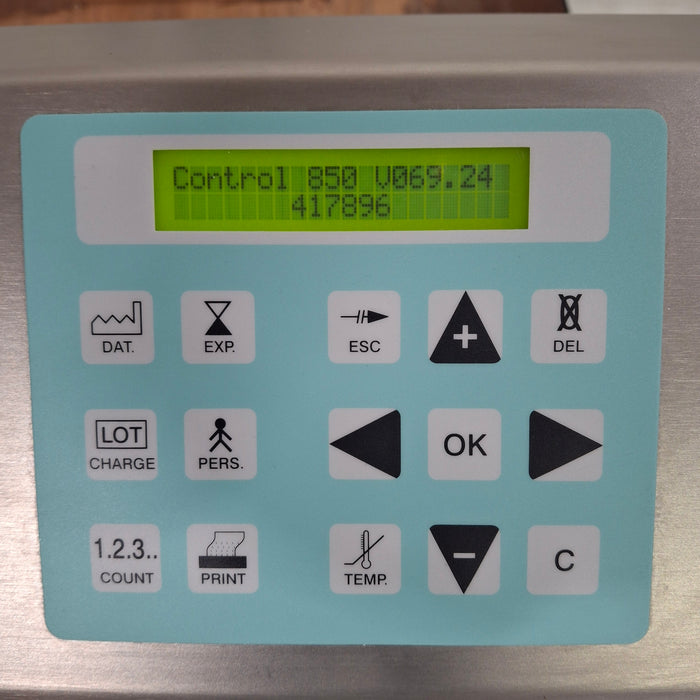 Control 850 V069.24
417896
DAT.
EXP.
ESC
+
DEL
LOT
CHARGE
PERS.
OK
1.2.3..
COUNT
PRINT
TEMP.
−
C